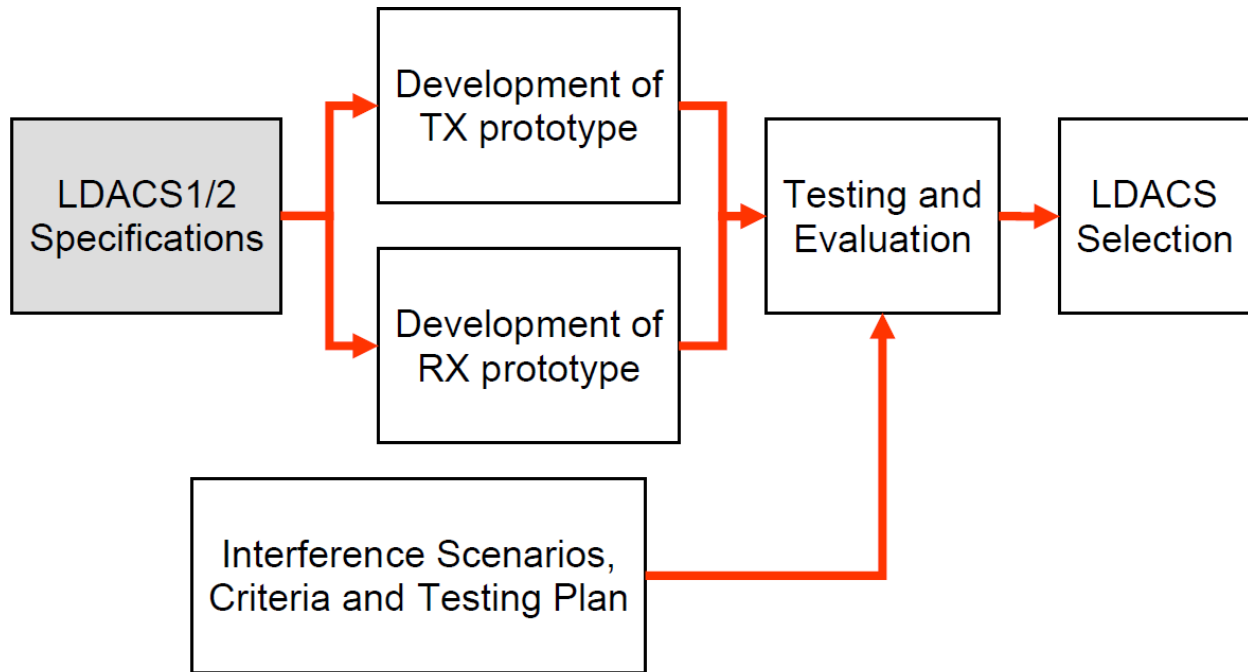 Development of
TX prototype
LDACS1/2
Specifications
Testing and
Evaluation
LDACS
Selection
Development of
RX prototype
Interference Scenarios,
Criteria and Testing Plan